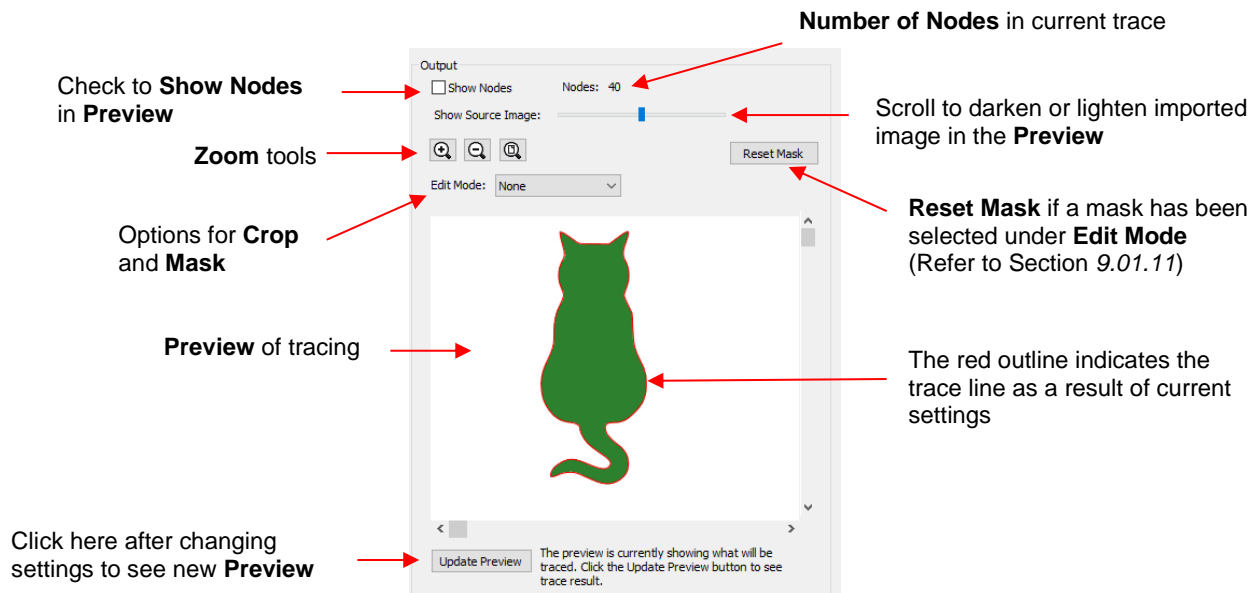 Number of Nodes in current trace
Output
Check to Show Nodes
in Preview
Show Nodes
Nodes: 40
Show Source Image:
Scroll to darken or lighten imported
image in the Preview
Zoom tools
Reset Mask
Edit Mode:
None
Reset Mask if a mask has been
selected under Edit Mode
(Refer to Section 9.01.11)
Options for Crop
and Mask
Preview of tracing
The red outline indicates the
trace line as a result of current
settings
Click here after changing
settings to see new Preview
Update Preview
The preview is currently showing what will be
traced. Click the Update Preview button to see
trace result.